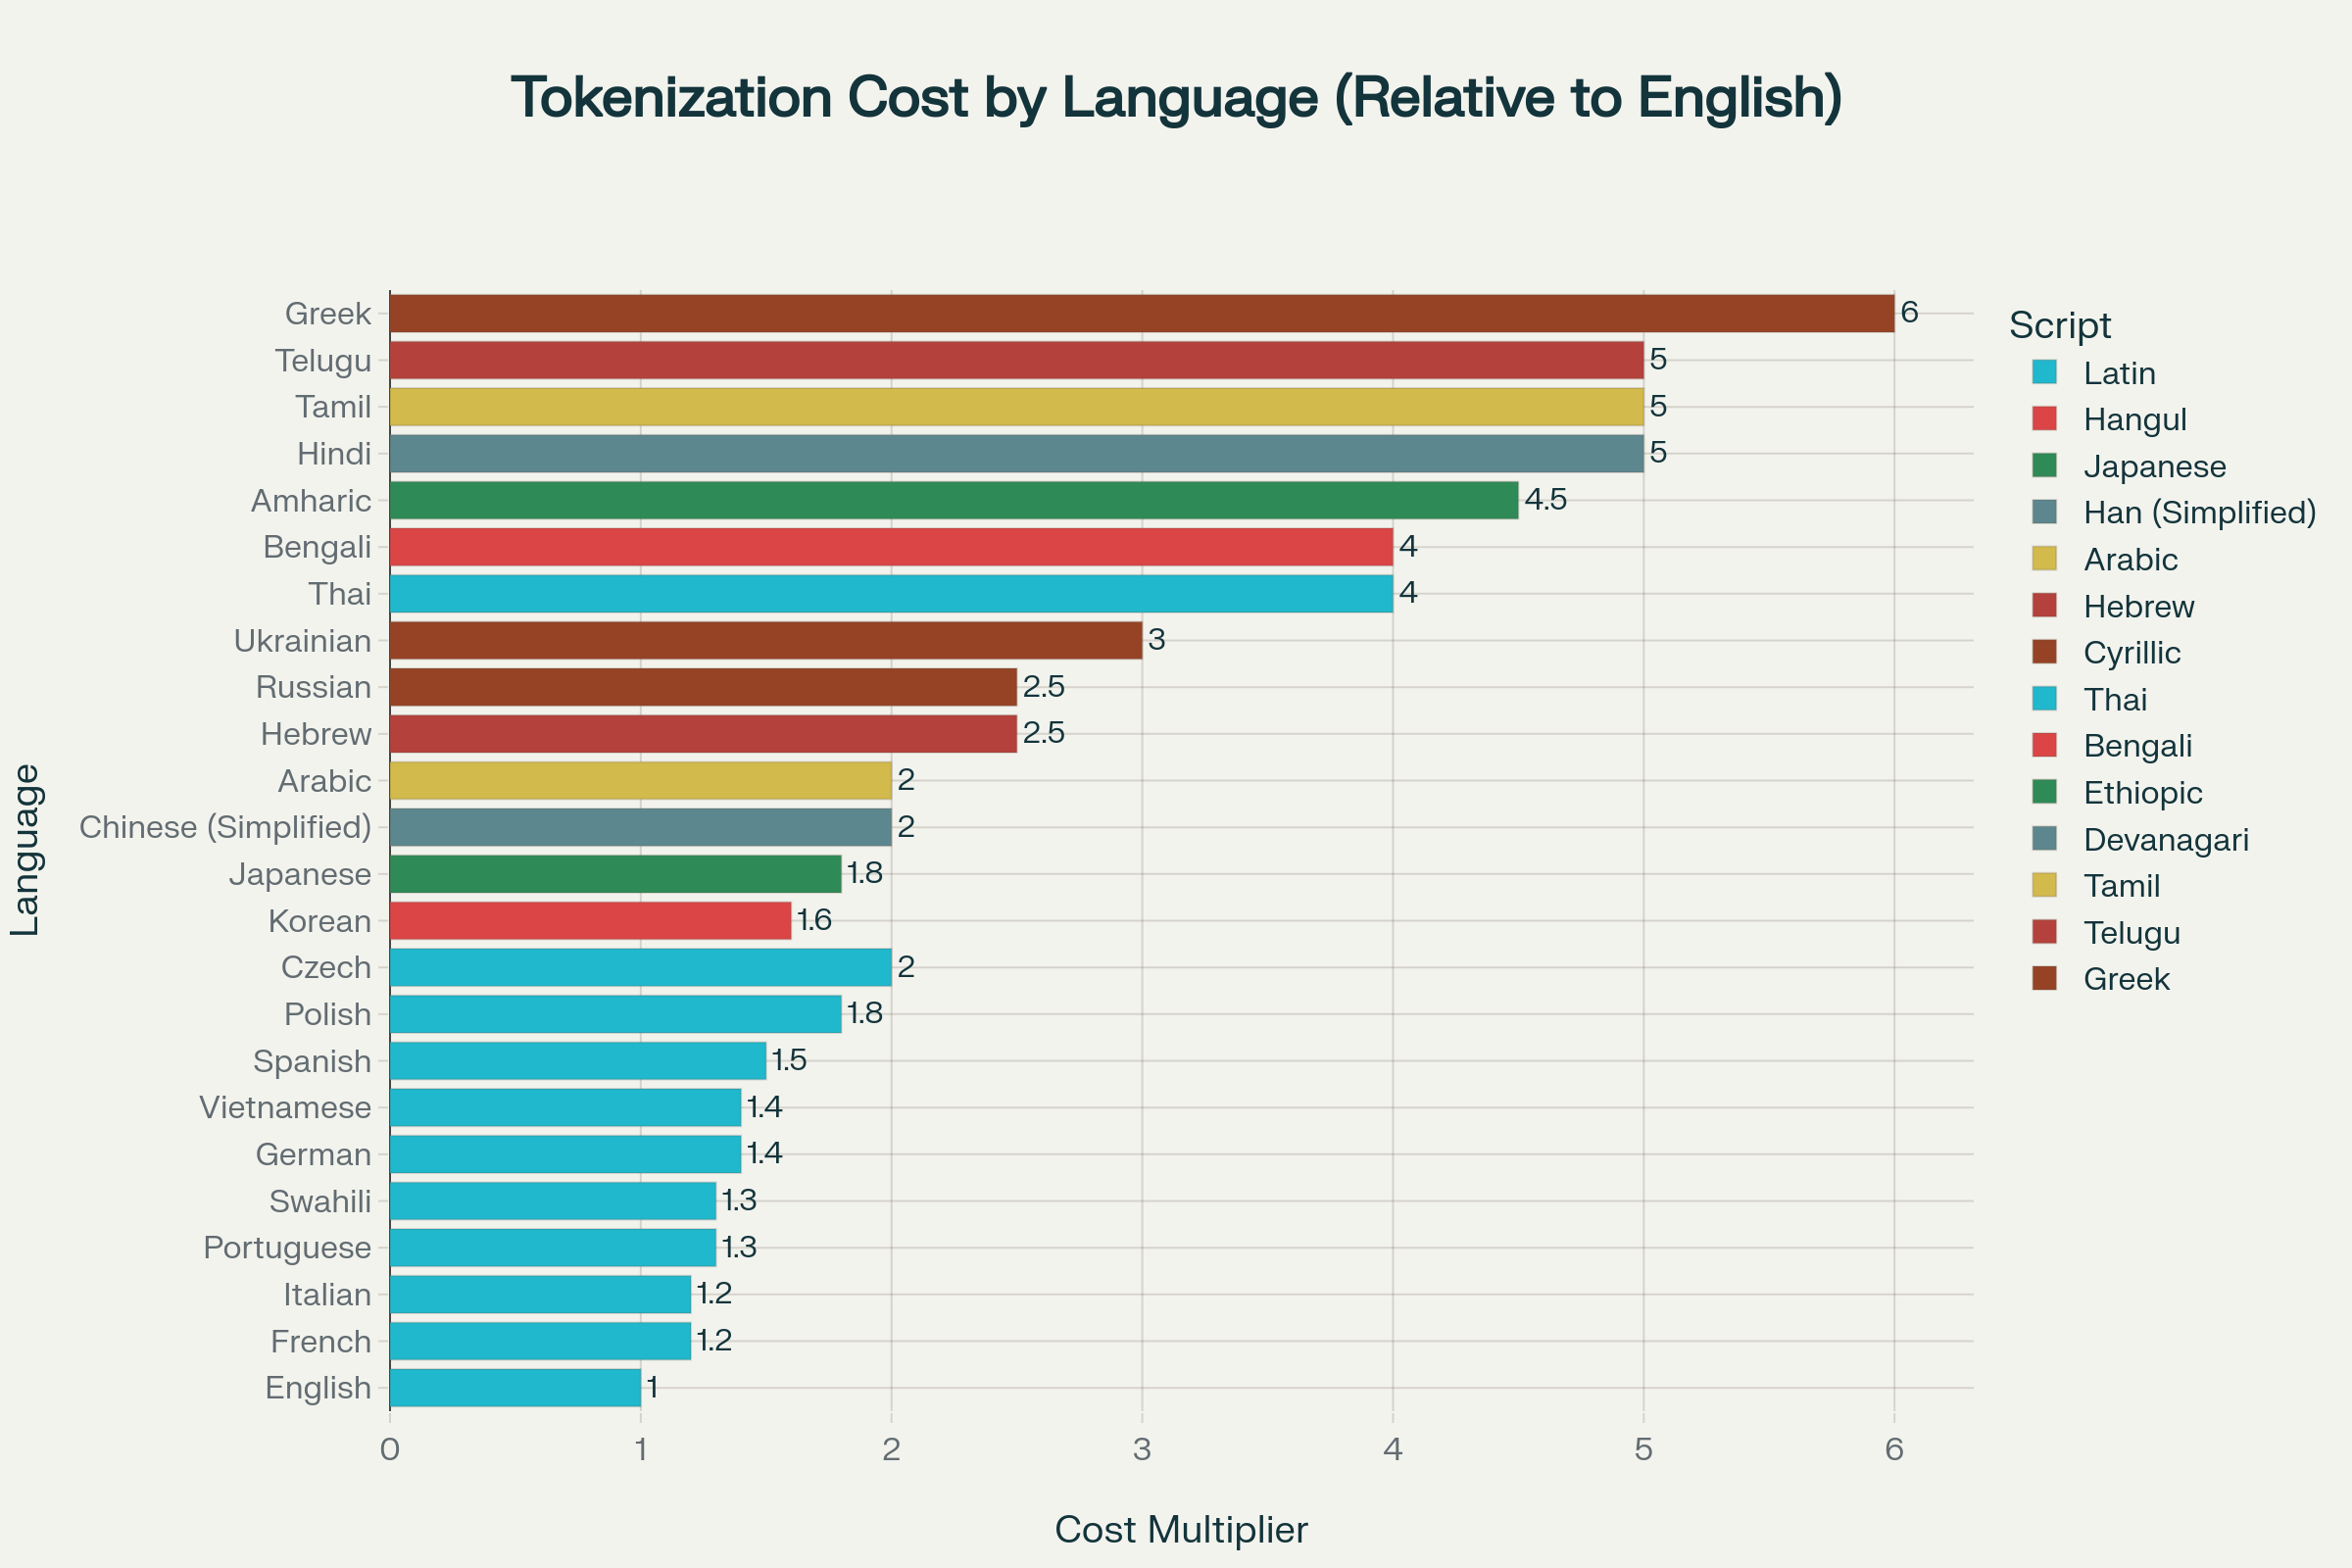 Tokenization Cost by Language (Relative to English)
Greek 6
Telugu 5
Tamil 5
Hindi 5
Amharic 4.5
Bengali 4
Thai 4
Ukrainian 3
Russian 2.5
Hebrew 2.5
Arabic 2
Chinese (Simplified) 2
Japanese 1.8
Korean 1.6
Czech 2
Polish 1.8
Spanish 1.5
Vietnamese 1.4
German 1.4
Swahili 1.3
Portuguese 1.3
Italian 1.2
French 1.2
English 1
0 1 2 3 4 5 6
Cost Multiplier
Language
Script
Latin
Hangul
Japanese
Han (Simplified)
Arabic
Hebrew
Cyrillic
Thai
Bengali
Ethiopic
Devanagari
Tamil
Telugu
Greek